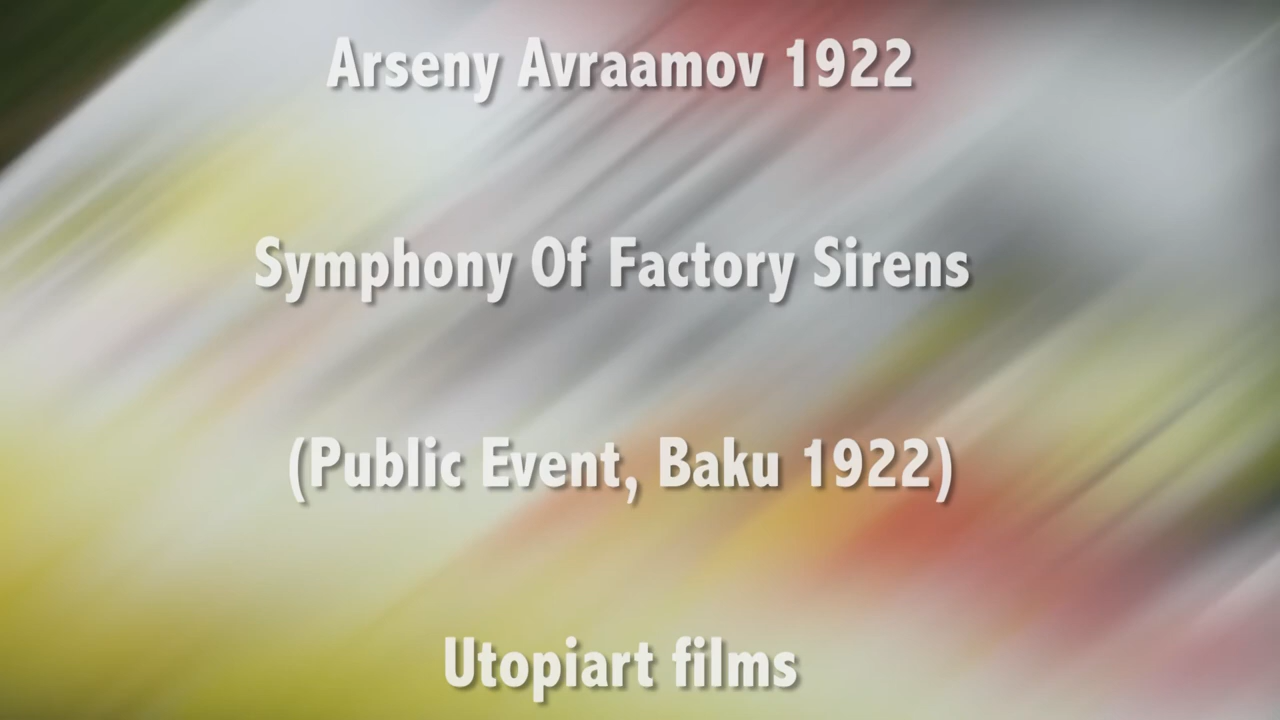 Arseny Avraamov 1922
Symphony Of Factory Sirens
(Public Event, Baku 1922)
Utopiart films